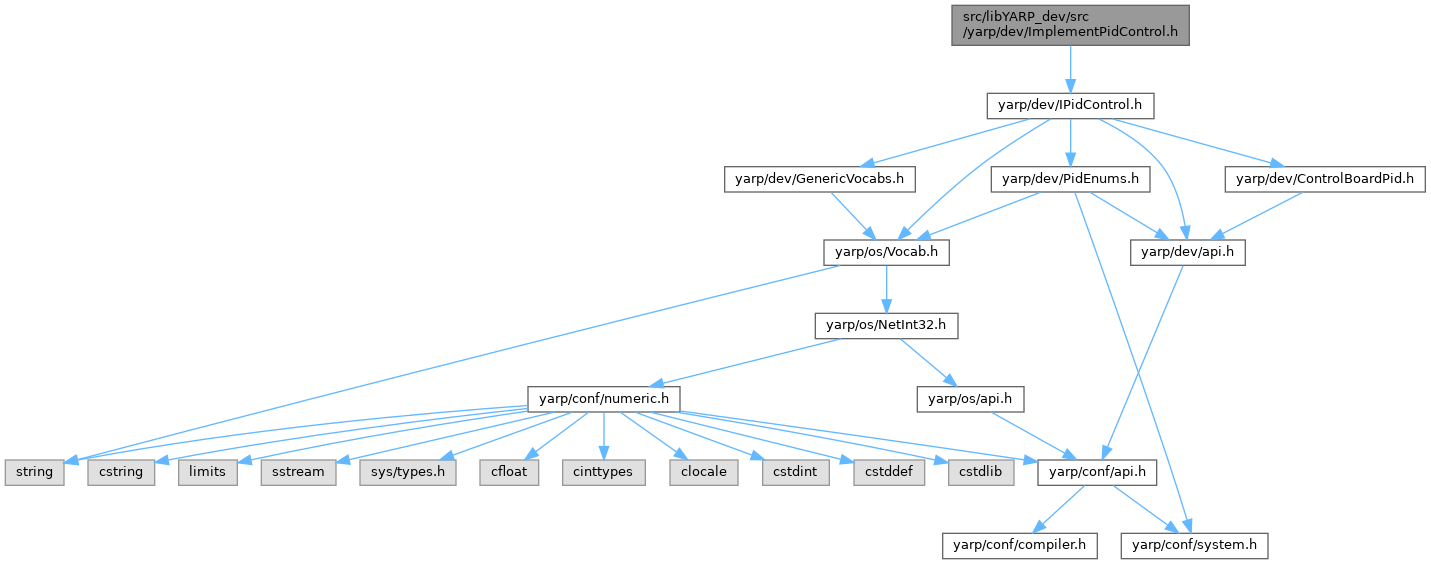 src/libYARP_dev/src
/yarp/dev/ImplementPidControl.h
yarp/dev/IPidControl.h
yarp/dev/GenericVocabs.h
yarp/dev/PidEnums.h
yarp/dev/ControlBoardPid.h
yarp/os/Vocab.h
yarp/dev/api.h
yarp/os/NetInt32.h
yarp/conf/numeric.h
yarp/os/api.h
string
cstring
limits
sstream
sys/types.h
cfloat
cinttypes
clocale
cstdint
cstddef
cstdlib
yarp/conf/api.h
yarp/conf/compiler.h
yarp/conf/system.h